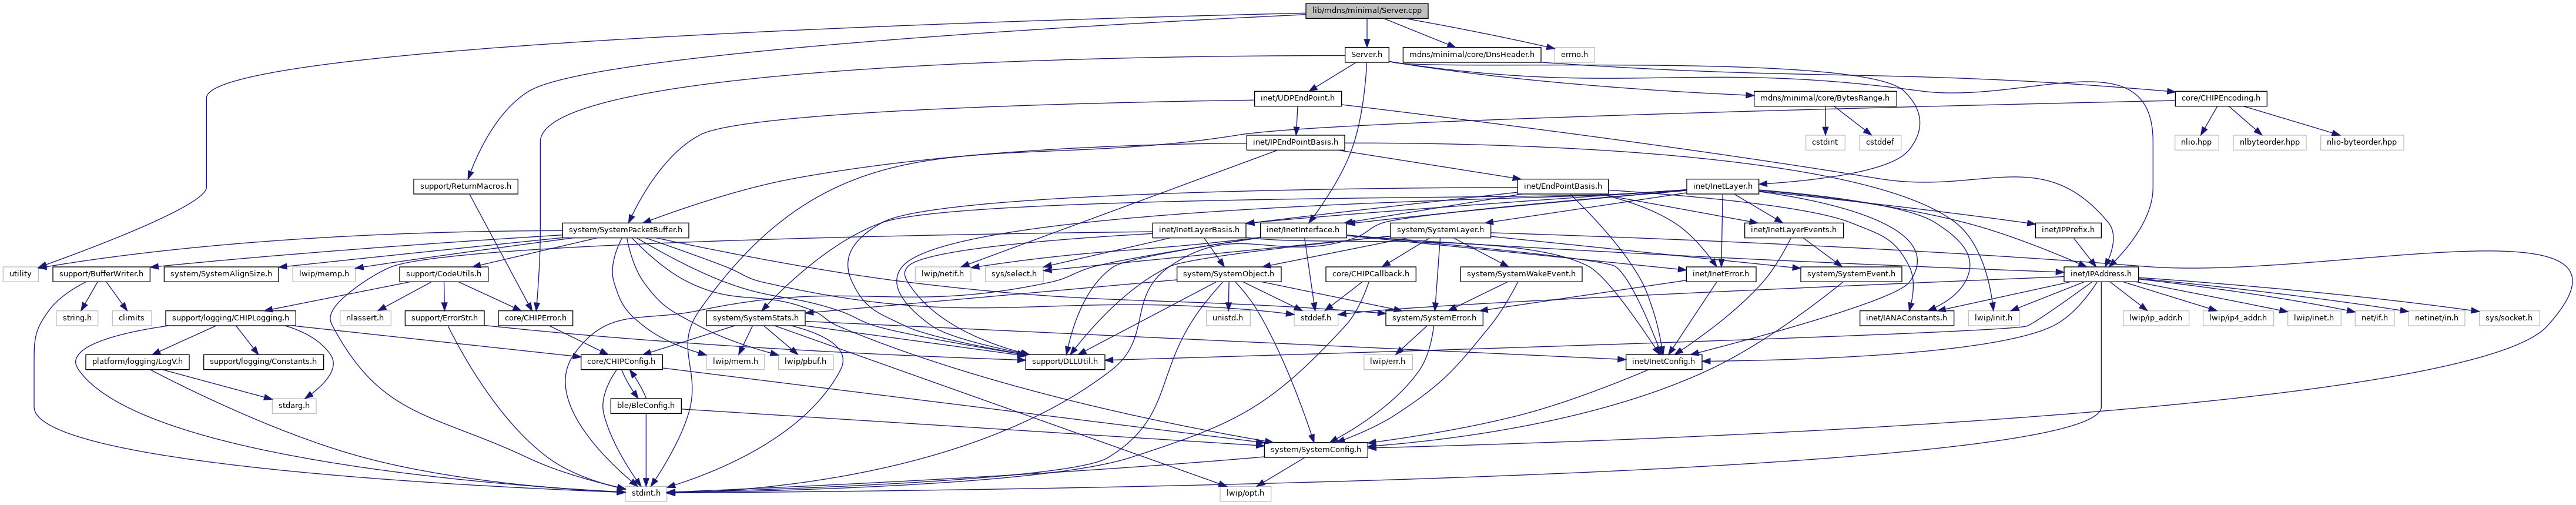 lib/mdns/minimal/Server.cpp
Server.h
mdns/minimal/core/DnsHeader.h
errno.h
inet/UDPEndPoint.h
mdns/minimal/core/BytesRange.h
core/CHIPEncoding.h
inet/IPEndPointBasis.h
cstdint
cstddef
nlio.hpp
nlbyteorder.hpp
nlio-byteorder.hpp
support/ReturnMacros.h
inet/EndPointBasis.h
inet/InetLayer.h
system/SystemPacketBuffer.h
inet/InetLayerBasis.h
inet/InetInterface.h
system/SystemLayer.h
inet/InetLayerEvents.h
inet/IPPrefix.h
utility
support/BufferWriter.h
system/SystemAlignSize.h
lwip/memp.h
support/CodeUtils.h
lwip/netif.h
sys/select.h
system/SystemObject.h
core/CHIPCallback.h
system/SystemWakeEvent.h
inet/InetError.h
system/SystemEvent.h
inet/IPAddress.h
string.h
climits
support/logging/CHIPLogging.h
nlassert.h
support/ErrorStr.h
core/CHIPError.h
system/SystemStats.h
unistd.h
stddef.h
system/SystemError.h
inet/IANAConstants.h
lwip/init.h
lwip/ip_addr.h
lwip/ip4_addr.h
lwip/inet.h
net/if.h
netinet/in.h
sys/socket.h
platform/logging/LogV.h
support/logging/Constants.h
core/CHIPConfig.h
lwip/mem.h
lwip/pbuf.h
support/DLLUtil.h
lwip/err.h
inet/InetConfig.h
stdarg.h
ble/BleConfig.h
system/SystemConfig.h
stdint.h
lwip/opt.h